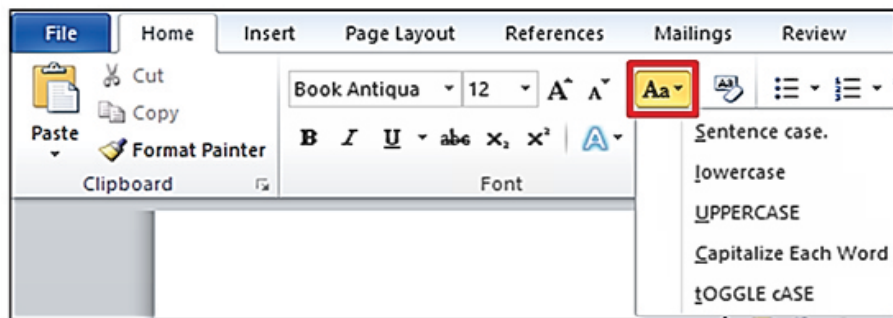 File Home Insert Page Layout References Mailings Review
Cut
Copy
Paste
Format Painter
Clipboard
Book Antiqua 12 A A Aa
B I U abc X₂ X² A
Font
Sentence case.
lowercase
UPPERCASE
Capitalize Each Word
tOGGLE cASE